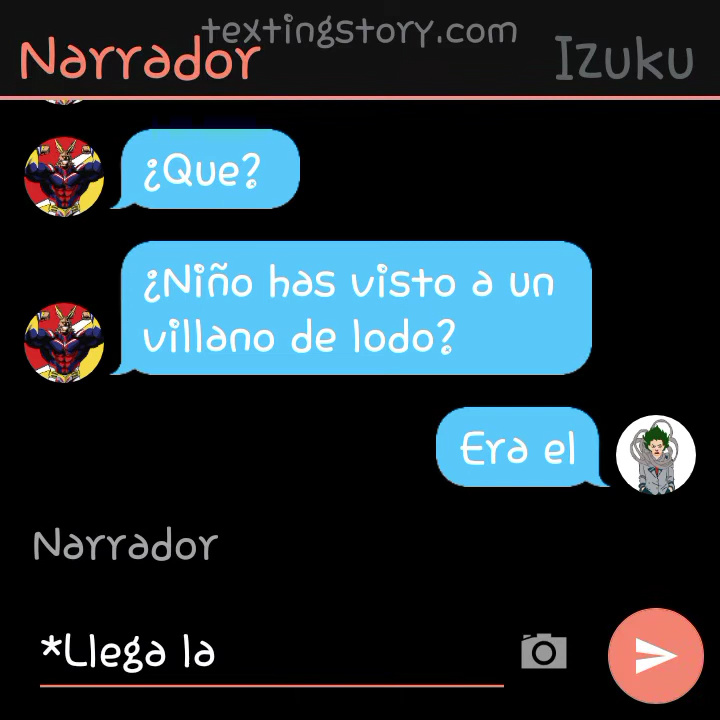 textingstory.com
Narrador
Izuku
¿Que?
¿Niño has visto a un
villano de lodo?
Era el
Narrador
*Llega la